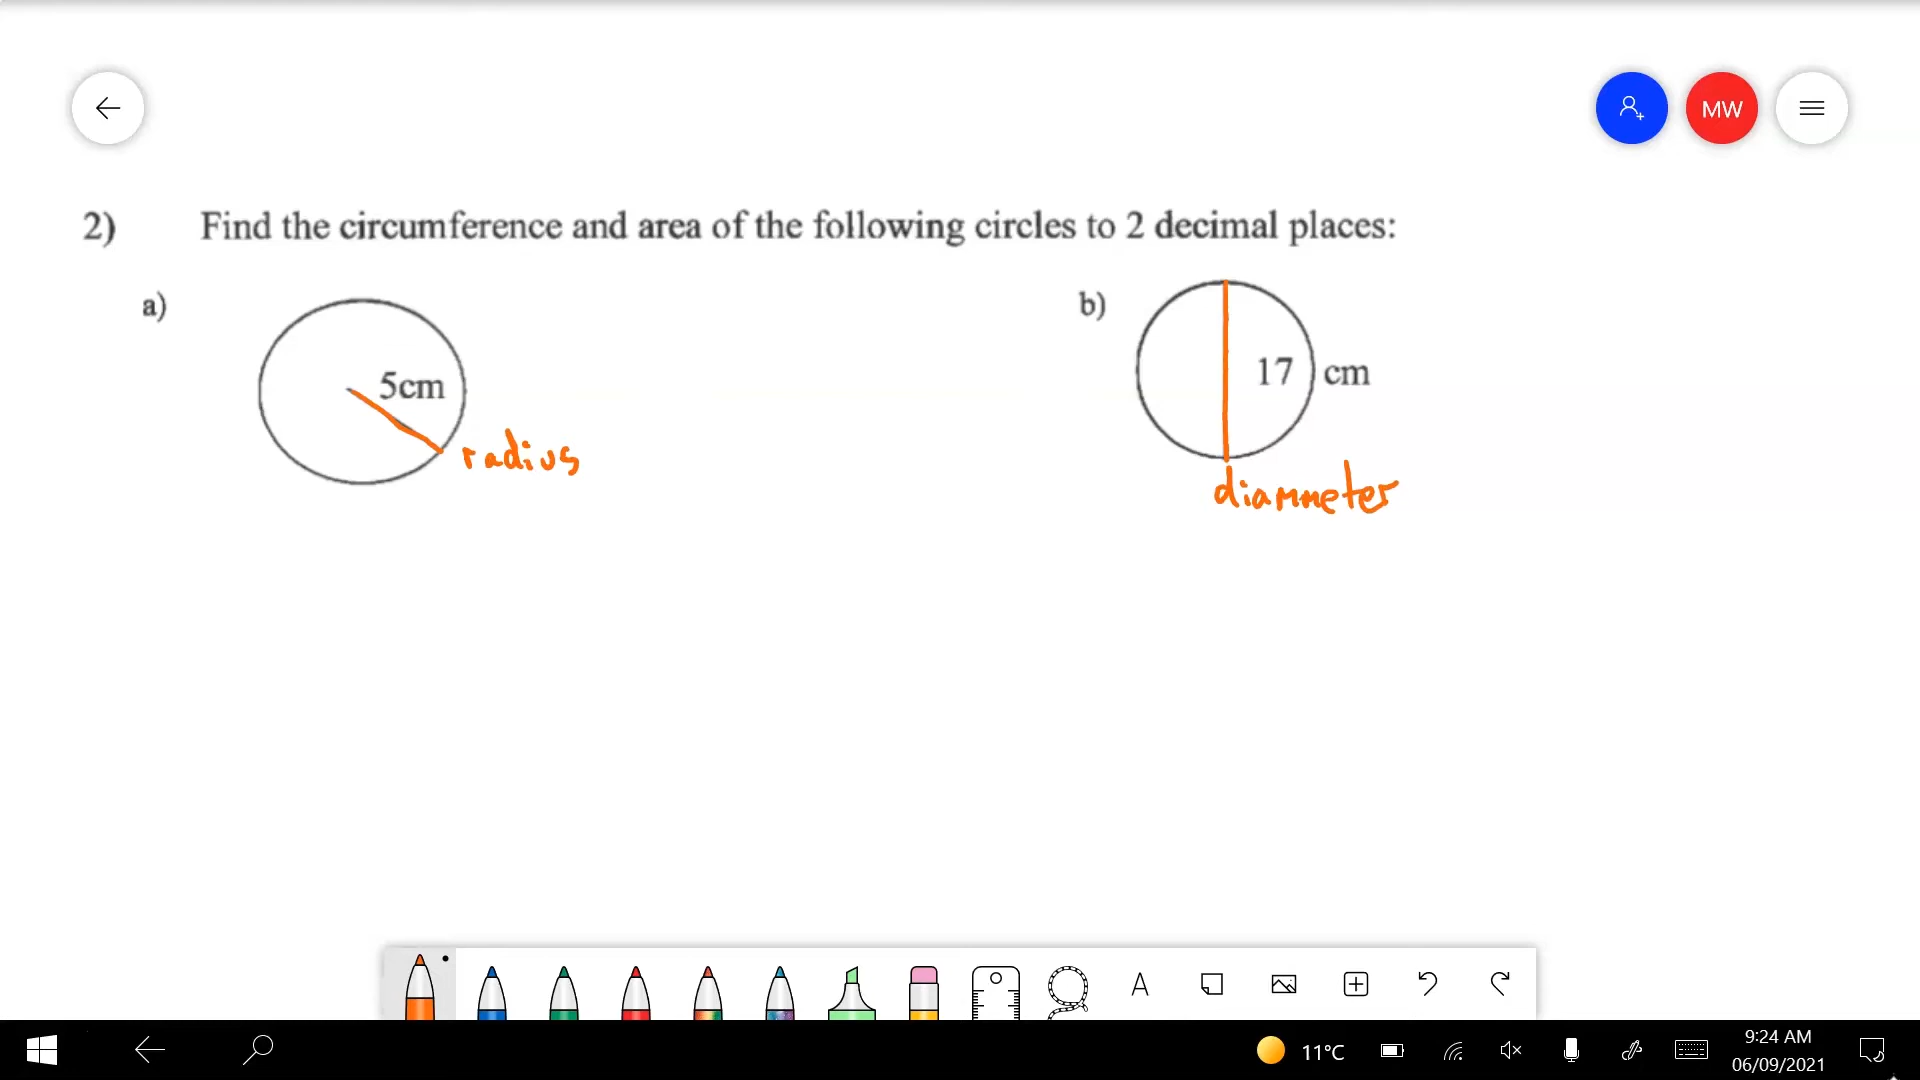 MW
2) Find the circumference and area of the following circles to 2 decimal places:
a)
5cm
radius
b)
17 cm
diammeter
A
11°C
9:24 AM
06/09/2021